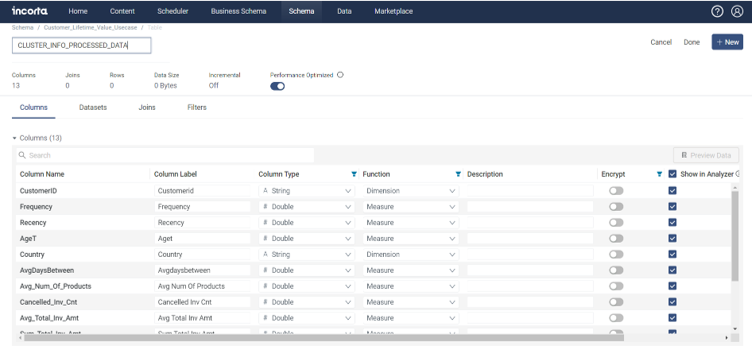 incorta Home Content Scheduler Business Schema Schema Data Marketplace
Schema / Customer_Lifetime_Value_Usecase / Table
CLUSTER_INFO_PROCESSED_DATA Cancel Done + New
Columns Joins Rows Data Size Incremental Performance Optimized
13 0 0 0 Bytes Off
Columns Datasets Joins Filters
Columns (13)
Search Preview Data
Column Name Column Label Column Type Function Description Encrypt Show in Analyzer
CustomerID Customerid A String Dimension
Frequency Frequency # Double Measure
Recency Recency # Double Measure
AgeT Aget # Double Measure
Country Country A String Dimension
AvgDaysBetween Avgdaysbetween # Double Measure
Avg_Num_Of_Products Avg Num Of Products # Double Measure
Cancelled_Inv_Cnt Cancelled Inv Cnt # Double Measure
Avg_Total_Inv_Amt Avg Total Inv Amt # Double Measure
Sum_Total_Inv_Amt Sum Total Inv Amt # Double Measure